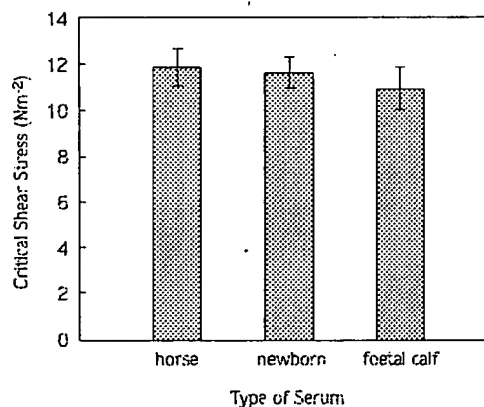 14
12
10
8
6
4
2
0
Critical Shear Stress (Nm-2)
horse newborn foetal calf
Type of Serum